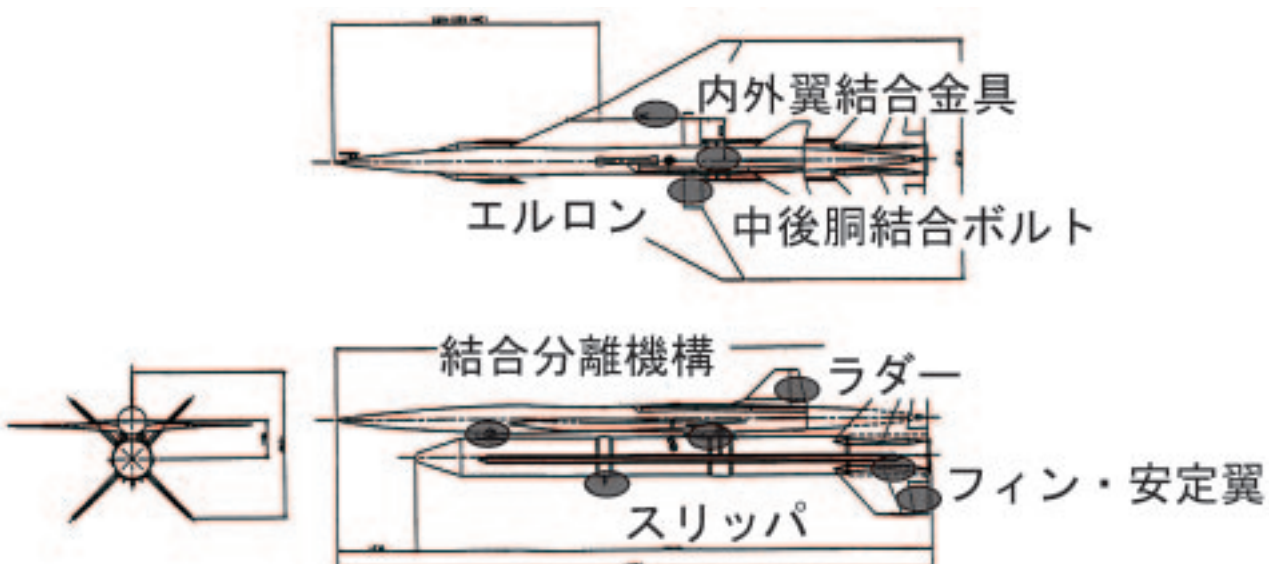 内外翼結合金具
エルロン
中後胴結合ボルト
結合分離機構
ラダー
フィン・安定翼
スリッパ